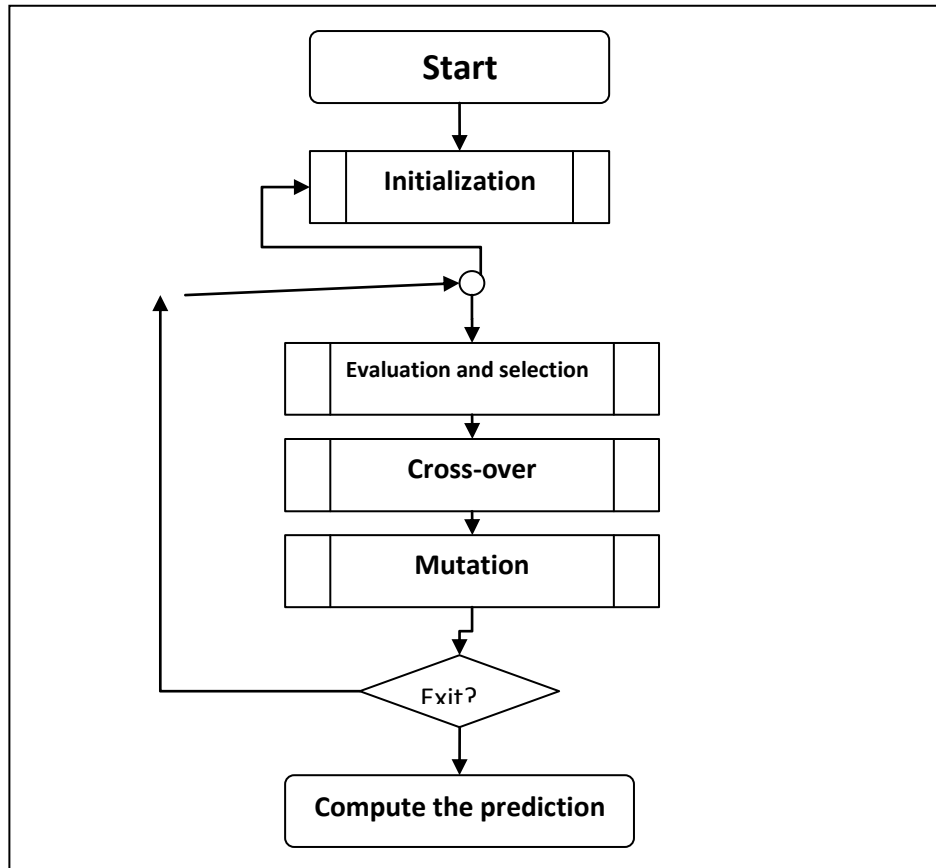 Start
Initialization
Evaluation and selection
Cross-over
Mutation
Exit?
Compute the prediction